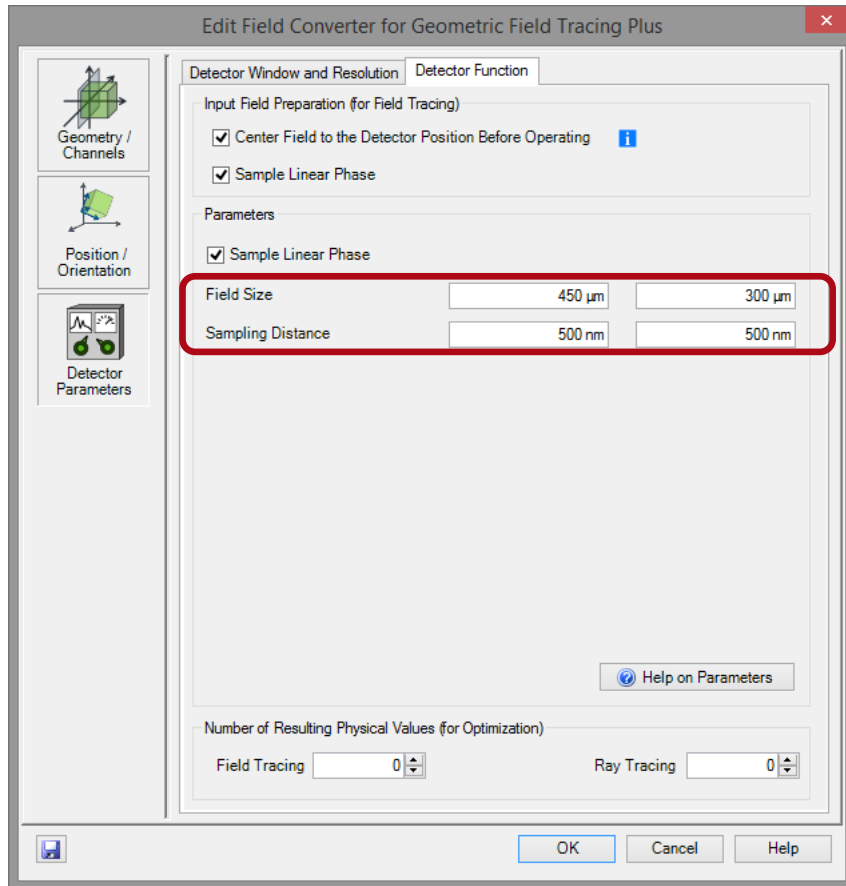 Edit Field Converter for Geometric Field Tracing Plus
Geometry /
Channels
Position /
Orientation
Detector
Parameters
Detector Window and Resolution Detector Function
Input Field Preparation (for Field Tracing)
Center Field to the Detector Position Before Operating i
Sample Linear Phase
Parameters
Sample Linear Phase
Field Size 450 µm 300 µm
Sampling Distance 500 nm 500 nm
? Help on Parameters
Number of Resulting Physical Values (for Optimization)
Field Tracing 0 Ray Tracing 0
OK Cancel Help